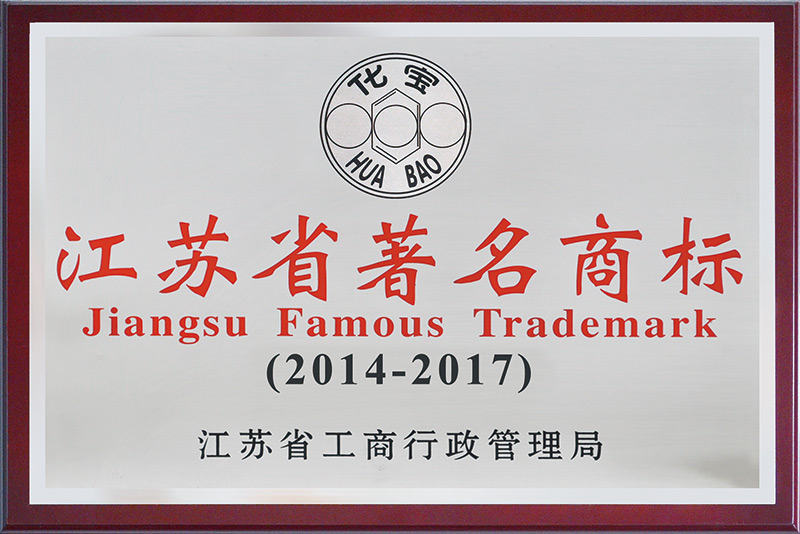 化宝
HUA BAO
江苏省著名商标
Jiangsu Famous Trademark
(2014-2017)
江苏省工商行政管理局